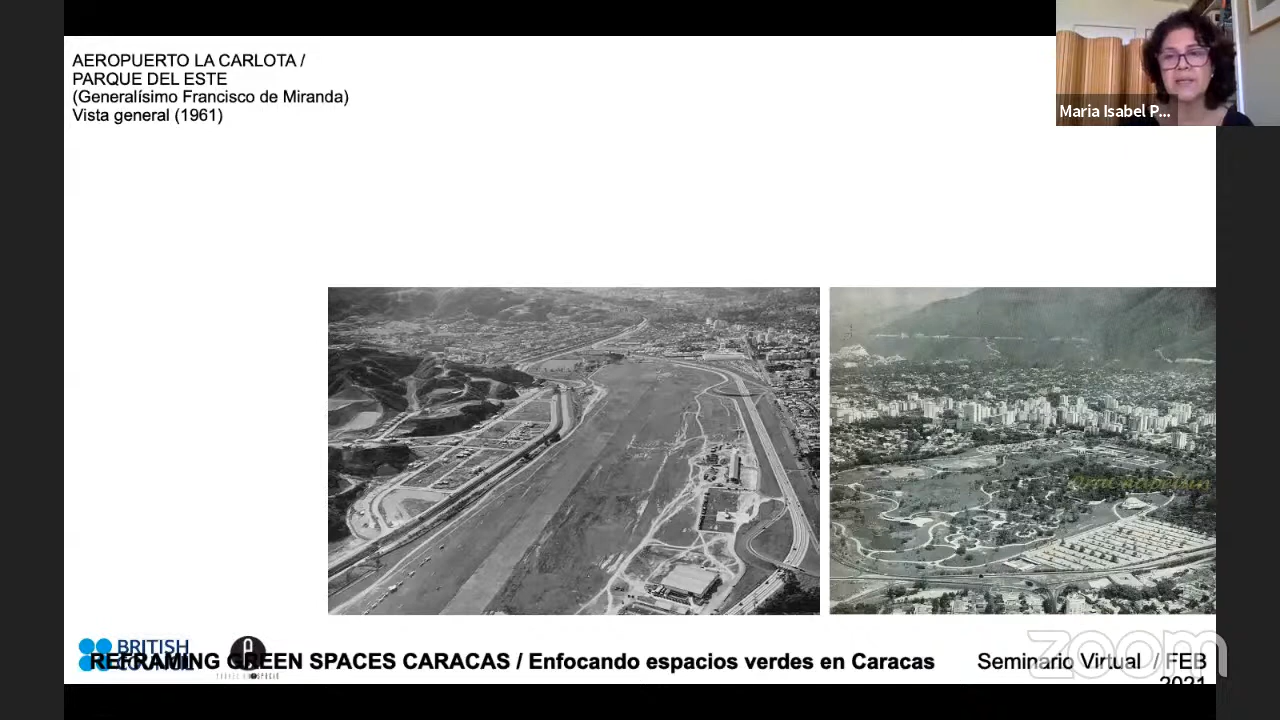 AEROPUERTO LA CARLOTA /
PARQUE DEL ESTE
(Generalísimo Francisco de Miranda)
Vista general (1961)
Maria Isabel P...
BRITISH
COUNCIL
REFRAMING GREEN SPACES CARACAS / Enfocando espacios verdes en Caracas
Seminario Virtual / FEB
2021
zoom